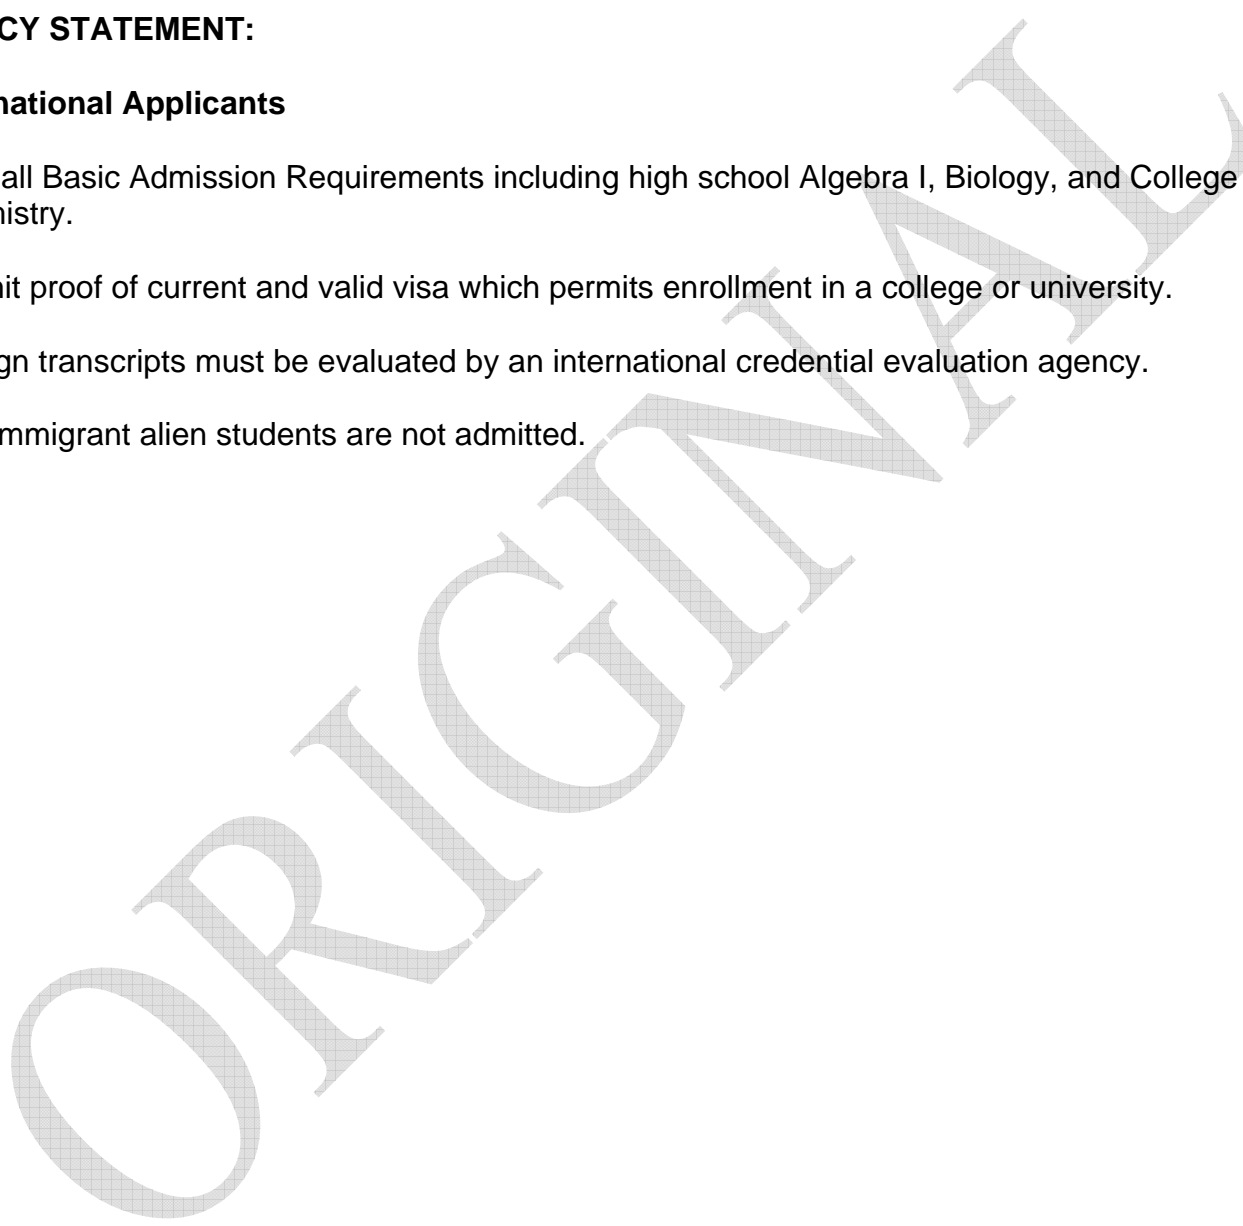 CY STATEMENT:
national Applicants
all Basic Admission Requirements including high school Algebra I, Biology, and College
nistry.
nit proof of current and valid visa which permits enrollment in a college or university.
gn transcripts must be evaluated by an international credential evaluation agency.
mmigrant alien students are not admitted.
ORIGINAL